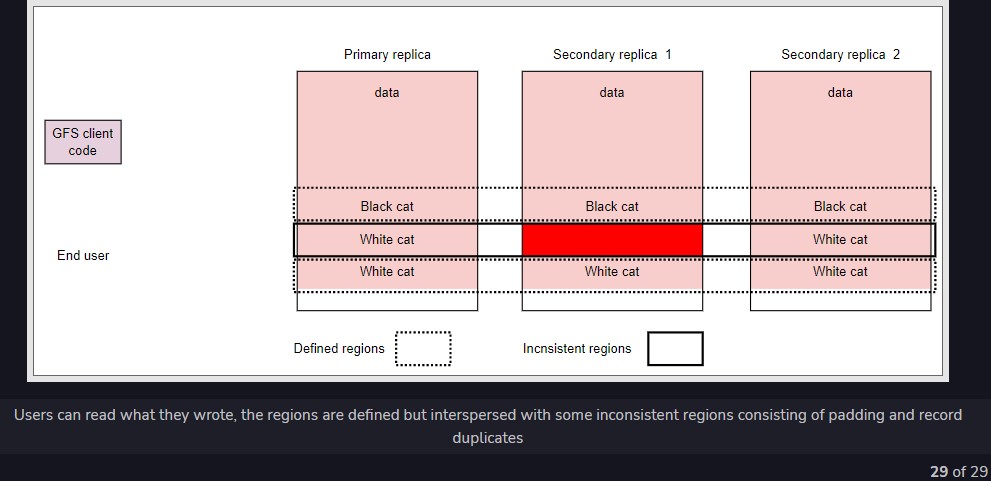 Primary replica
Secondary replica 1
Secondary replica 2
data
data
data
GFS client
code
Black cat
Black cat
Black cat
White cat
White cat
End user
White cat
White cat
White cat
Defined regions
Incnsistent regions
Users can read what they wrote, the regions are defined but interspersed with some inconsistent regions consisting of padding and record
duplicates
29 of 29